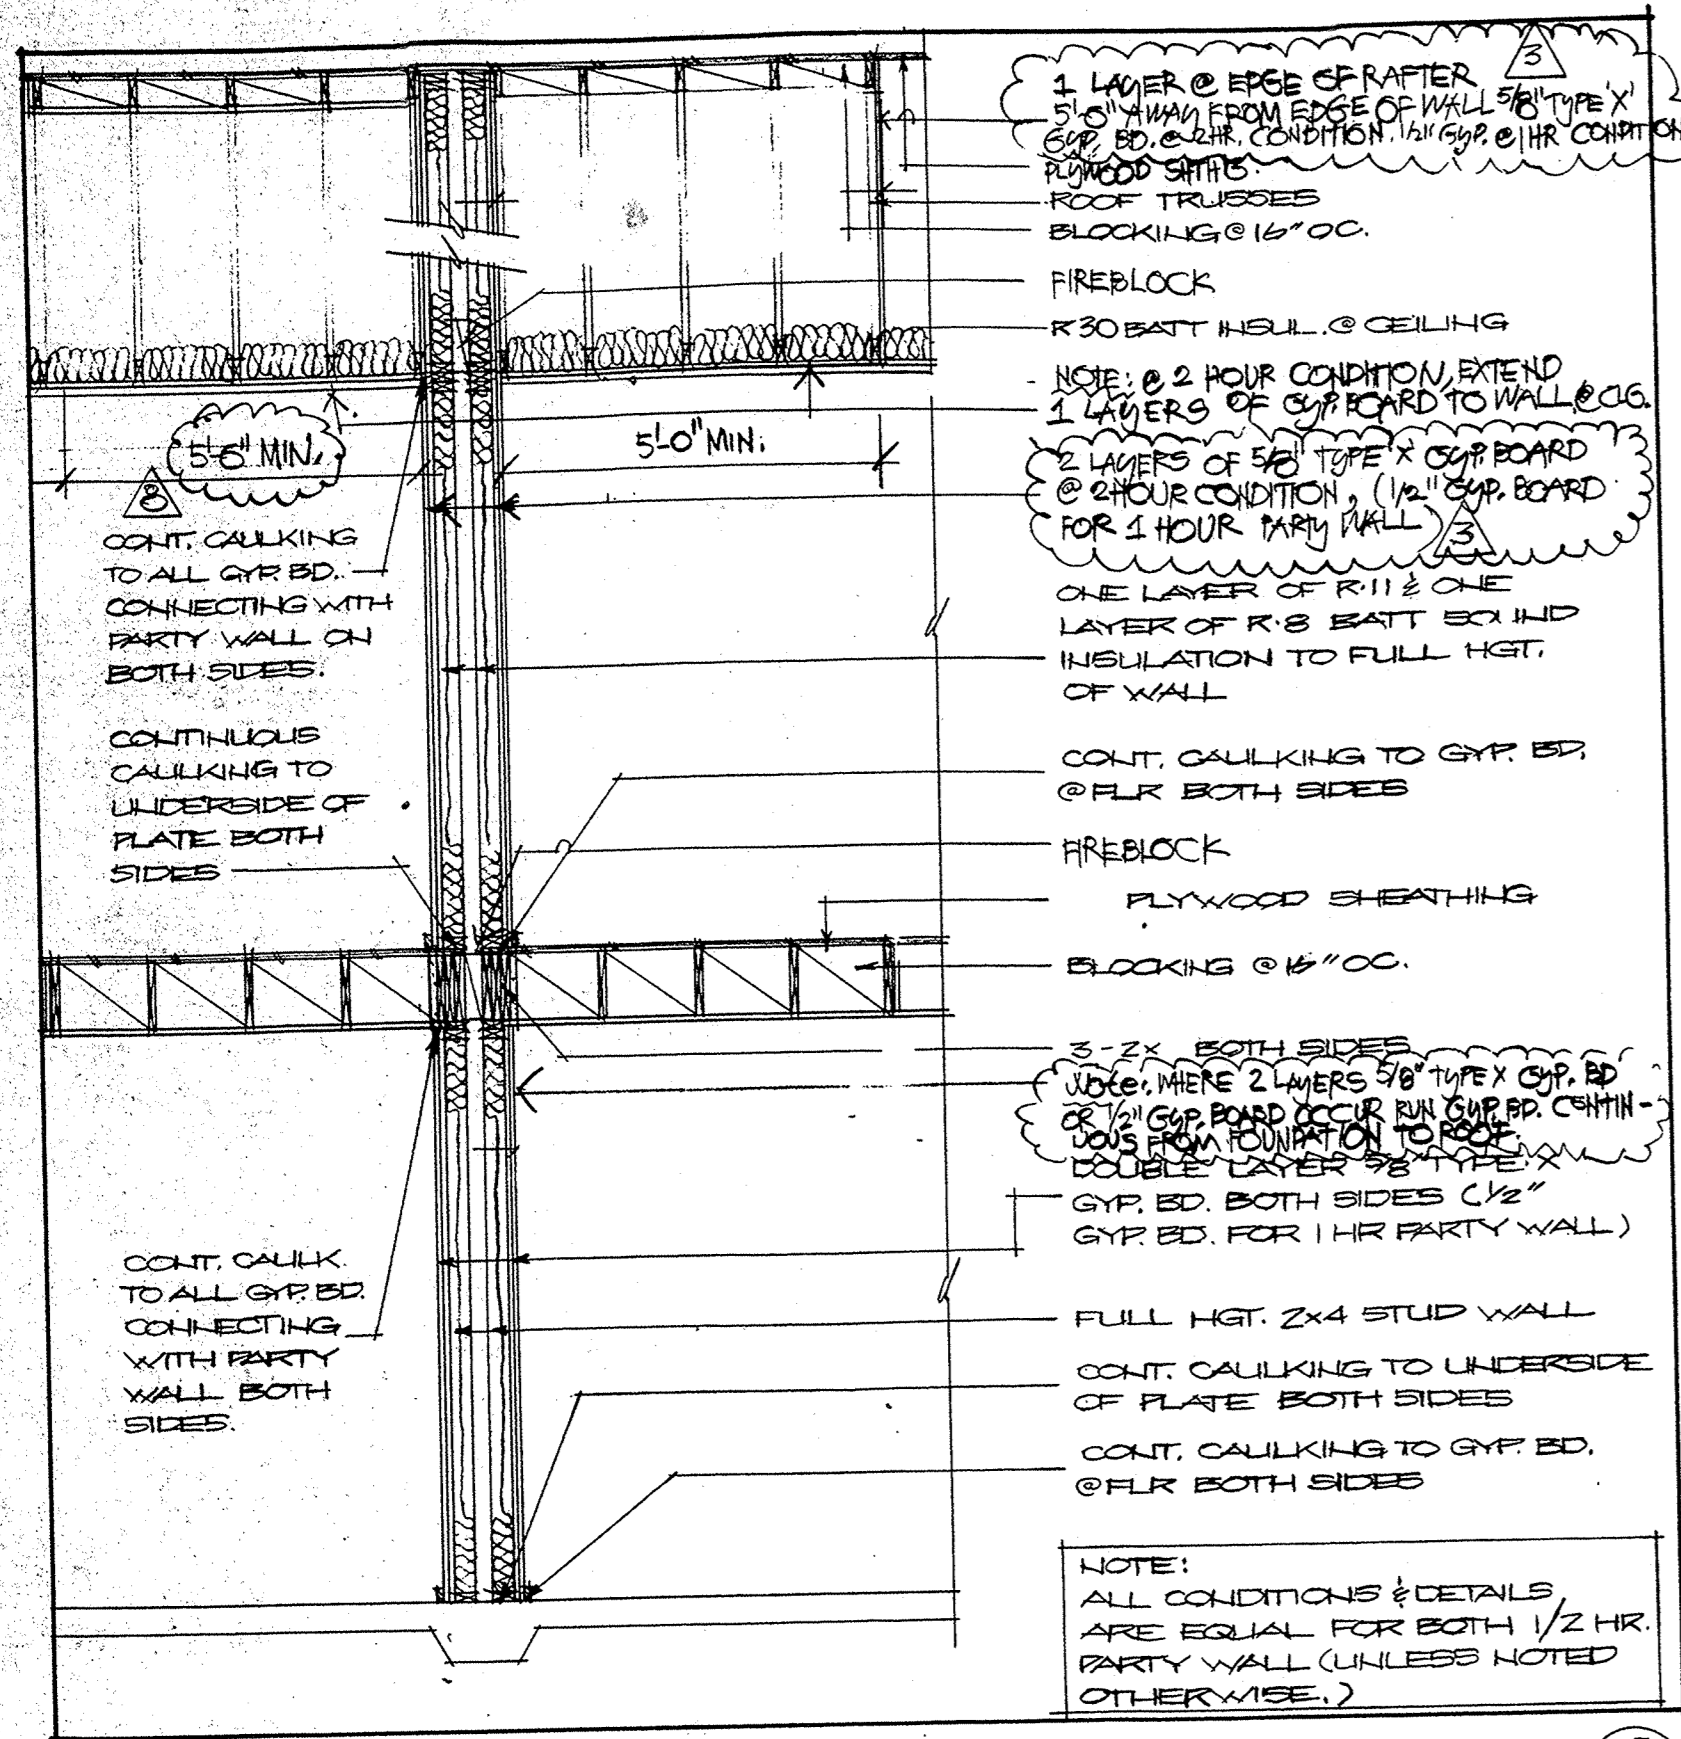 3
1 LAYER @ EDGE OF RAFTER
5'-0" AWAY FROM EDGE OF WALL 5/8" TYPE 'X'
GYP. BD. @ 2HR. CONDITION. 1/2" GYP. @ 1 HR CONDITION
PLYWOOD SHTHG.
ROOF TRUSSES
BLOCKING @ 16" OC.
FIREBLOCK
R30 BATT INSUL. @ CEILING
NOTE: @ 2 HOUR CONDITION, EXTEND
1 LAYERS OF GYP. BOARD TO WALL @ CLG.
5'-0" MIN.
5'-0" MIN.
2 LAYERS OF 5/8" TYPE X GYP. BOARD
@ 2 HOUR CONDITION, (1/2" GYP. BOARD
FOR 1 HOUR PARTY WALL)
3
3
CONT. CAULKING
TO ALL GYP. BD.
CONNECTING WITH
PARTY WALL ON
BOTH SIDES.
ONE LAYER OF R-11 & ONE
LAYER OF R-8 BATT SOUND
INSULATION TO FULL HGT.
OF WALL
CONTINUOUS
CAULKING TO
UNDERSIDE OF
PLATE BOTH
SIDES
CONT. CAULKING TO GYP. BD.
@ FLR BOTH SIDES
FIREBLOCK
PLYWOOD SHEATHING
BLOCKING @ 16" OC.
3-2x BOTH SIDES
Note: WHERE 2 LAYERS 5/8" TYPE X GYP. BD
OR 1/2" GYP. BOARD OCCUR RUN GYP. BD. CONTIN-
UOUS FROM FOUNDATION TO ROOF.
DOUBLE LAYER 5/8" TYPE X
GYP. BD. BOTH SIDES (1/2"
GYP. BD. FOR 1 HR PARTY WALL)
CONT. CAULK
TO ALL GYP. BD.
CONNECTING
WITH PARTY
WALL BOTH
SIDES.
FULL HGT. 2x4 STUD WALL
CONT. CAULKING TO UNDERSIDE
OF PLATE BOTH SIDES
CONT. CAULKING TO GYP. BD.
@ FLR BOTH SIDES
NOTE:
ALL CONDITIONS & DETAILS
ARE EQUAL FOR BOTH 1/2 HR.
PARTY WALL (UNLESS NOTED
OTHERWISE.)